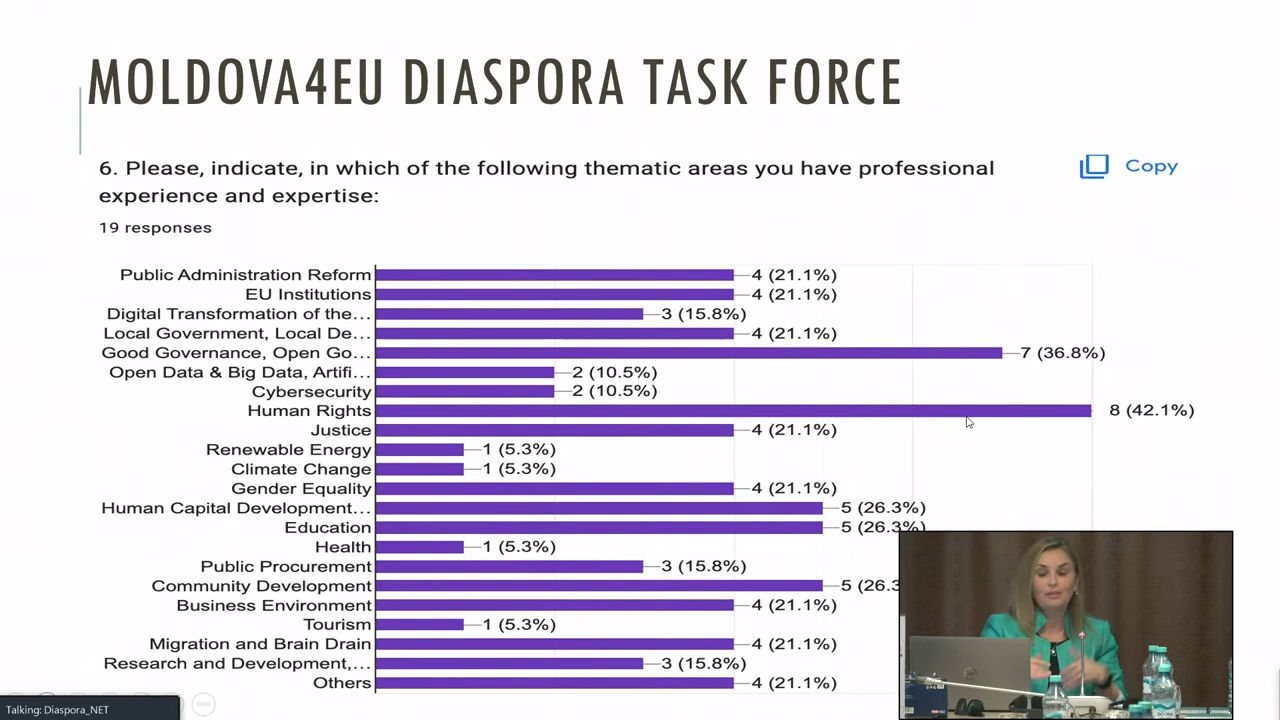 MOLDOVA4EU DIASPORA TASK FORCE
6. Please, indicate, in which of the following thematic areas you have professional
experience and expertise:
Copy
19 responses
Public Administration Reform 4 (21.1%)
EU Institutions 4 (21.1%)
Digital Transformation of the… 3 (15.8%)
Local Government, Local De… 4 (21.1%)
Good Governance, Open Go… 7 (36.8%)
Open Data & Big Data, Artifi… 2 (10.5%)
Cybersecurity 2 (10.5%)
Human Rights 8 (42.1%)
Justice 4 (21.1%)
Renewable Energy 1 (5.3%)
Climate Change 1 (5.3%)
Gender Equality 4 (21.1%)
Human Capital Development… 5 (26.3%)
Education 5 (26.3%)
Health 1 (5.3%)
Public Procurement 3 (15.8%)
Community Development 5 (26.3
Business Environment 4 (21.1%)
Tourism 1 (5.3%)
Migration and Brain Drain 4 (21.1%)
Research and Development,… 3 (15.8%)
Others 4 (21.1%)
Talking: Diaspora_NET